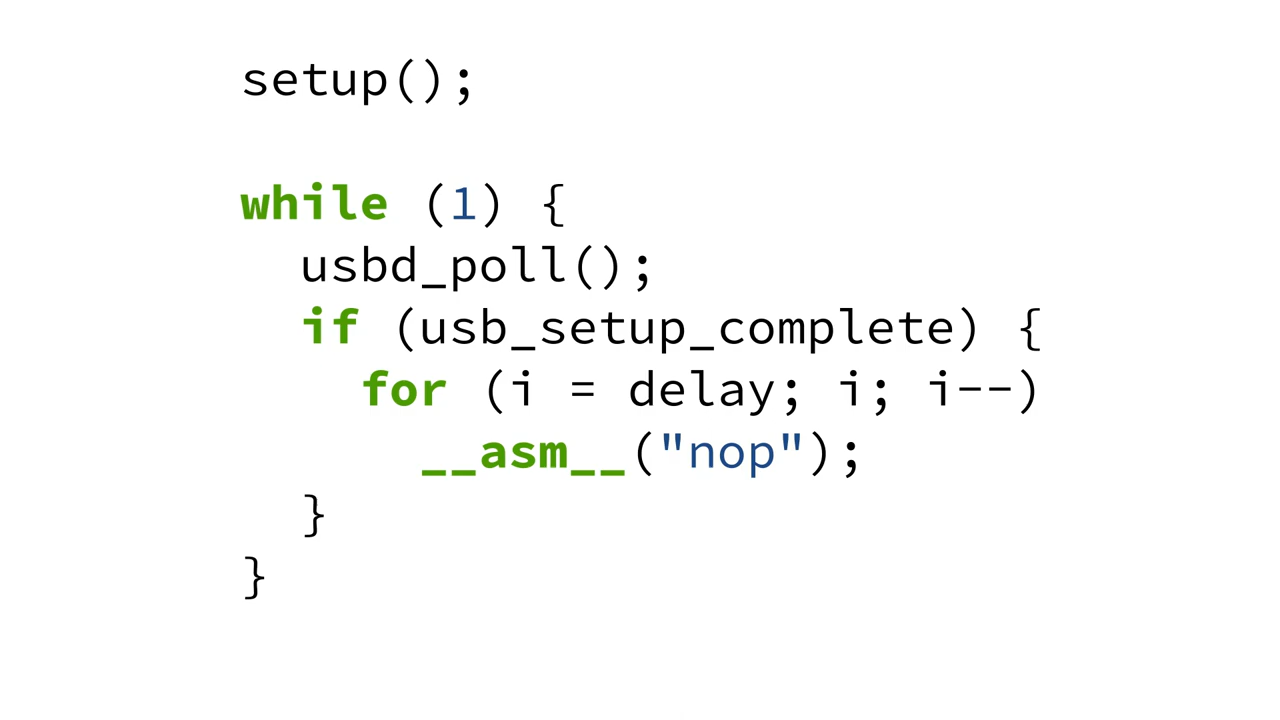 setup();

while (1) {
  usbd_poll();
  if (usb_setup_complete) {
    for (i = delay; i; i--)
      __asm__("nop");
  }
}